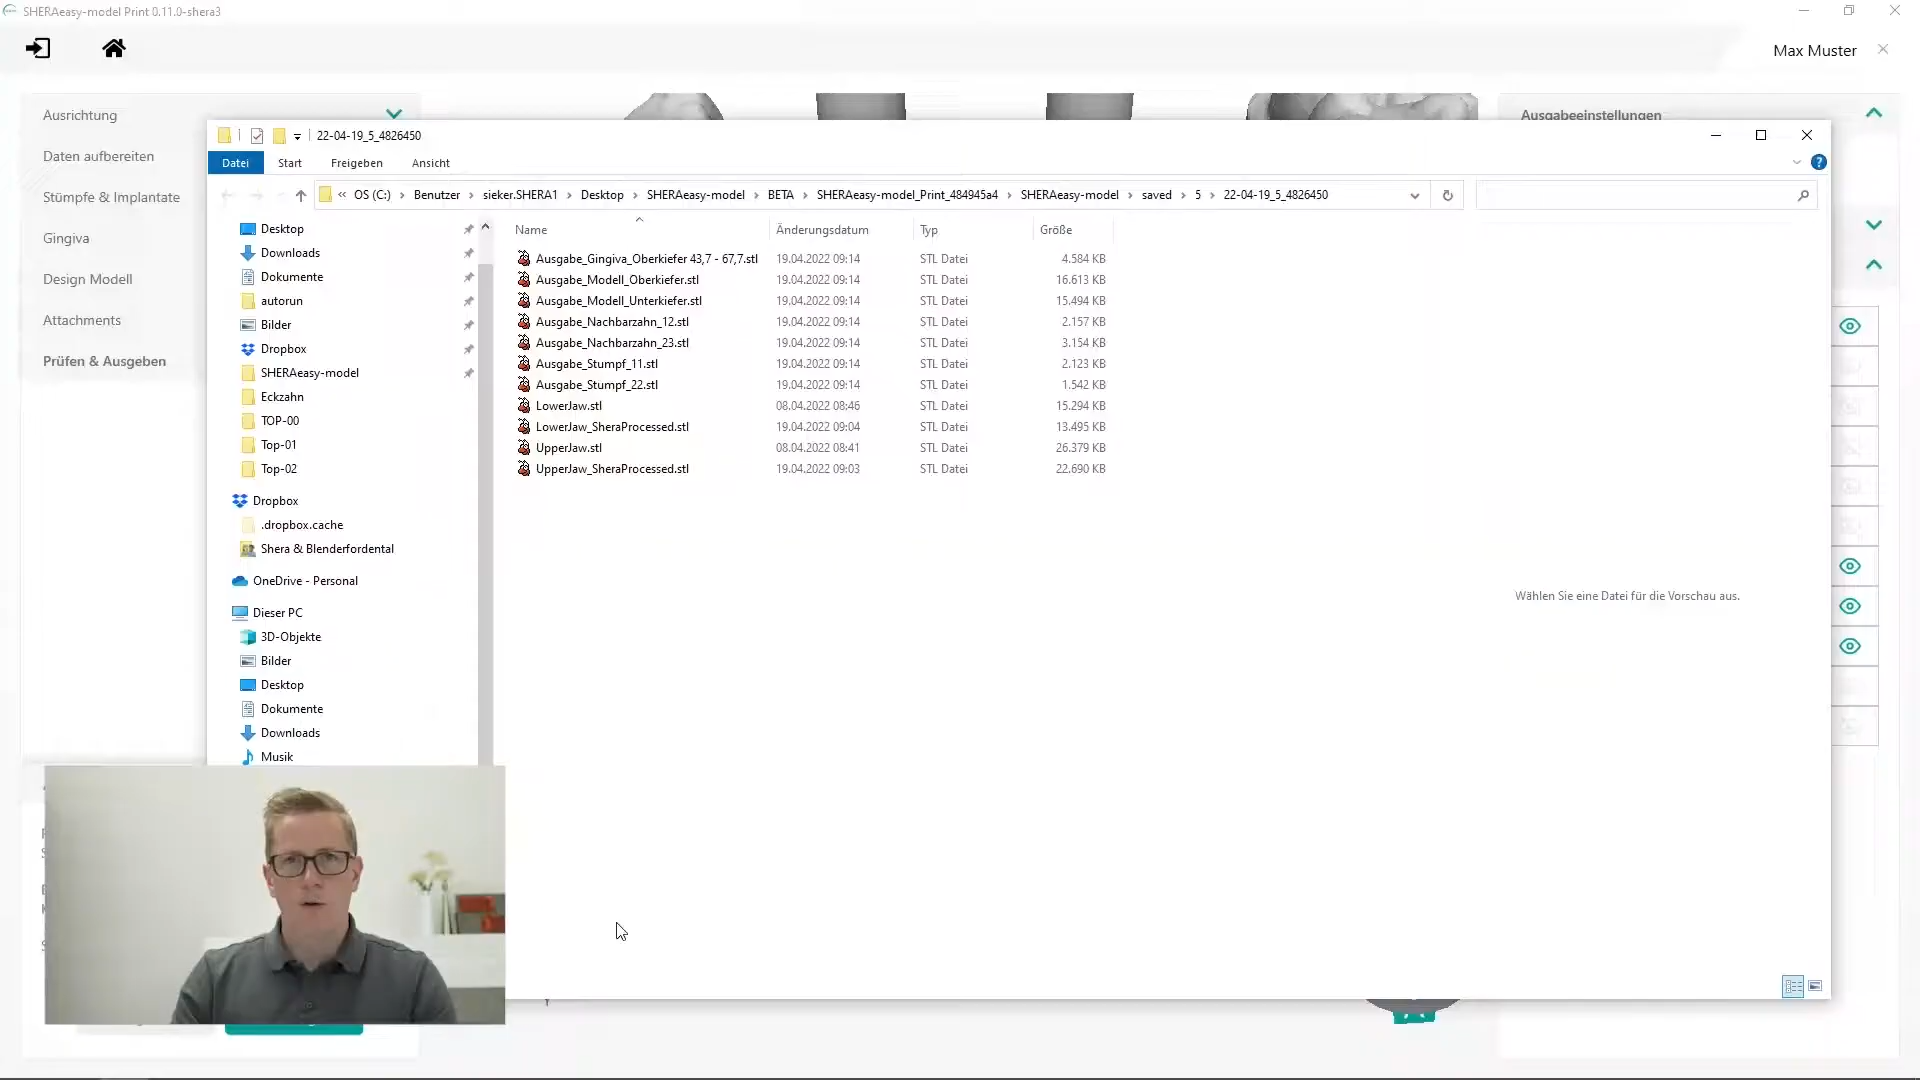 SHERAeasy-model Print 0.11.0-shera3
Max Muster
Ausrichtung
Daten aufbereiten
Stümpfe & Implantate
Gingiva
Design Modell
Attachments
Prüfen & Ausgeben
Ausgabeeinstellungen
22-04-19_5_4826450
Datei Start Freigeben Ansicht
« OS (C:) › Benutzer › sieker.SHERA1 › Desktop › SHERAeasy-model › BETA › SHERAeasy-model_Print_484945a4 › SHERAeasy-model › saved › 5 › 22-04-19_5_4826450
Desktop
Downloads
Dokumente
autorun
Bilder
Dropbox
SHERAeasy-model
Eckzahn
TOP-00
Top-01
Top-02
Dropbox
.dropbox.cache
Shera & Blenderfordental
OneDrive - Personal
Dieser PC
3D-Objekte
Bilder
Desktop
Dokumente
Downloads
Musik
Name Änderungsdatum Typ Größe
Ausgabe_Gingiva_Oberkiefer 43,7 - 67,7.stl 19.04.2022 09:14 STL Datei 4.584 KB
Ausgabe_Modell_Oberkiefer.stl 19.04.2022 09:14 STL Datei 16.613 KB
Ausgabe_Modell_Unterkiefer.stl 19.04.2022 09:14 STL Datei 15.494 KB
Ausgabe_Nachbarzahn_12.stl 19.04.2022 09:14 STL Datei 2.157 KB
Ausgabe_Nachbarzahn_23.stl 19.04.2022 09:14 STL Datei 3.154 KB
Ausgabe_Stumpf_11.stl 19.04.2022 09:14 STL Datei 2.123 KB
Ausgabe_Stumpf_22.stl 19.04.2022 09:14 STL Datei 1.542 KB
LowerJaw.stl 08.04.2022 08:46 STL Datei 15.294 KB
LowerJaw_SheraProcessed.stl 19.04.2022 09:04 STL Datei 13.495 KB
UpperJaw.stl 08.04.2022 08:41 STL Datei 26.379 KB
UpperJaw_SheraProcessed.stl 19.04.2022 09:03 STL Datei 22.690 KB
Wählen Sie eine Datei für die Vorschau aus.